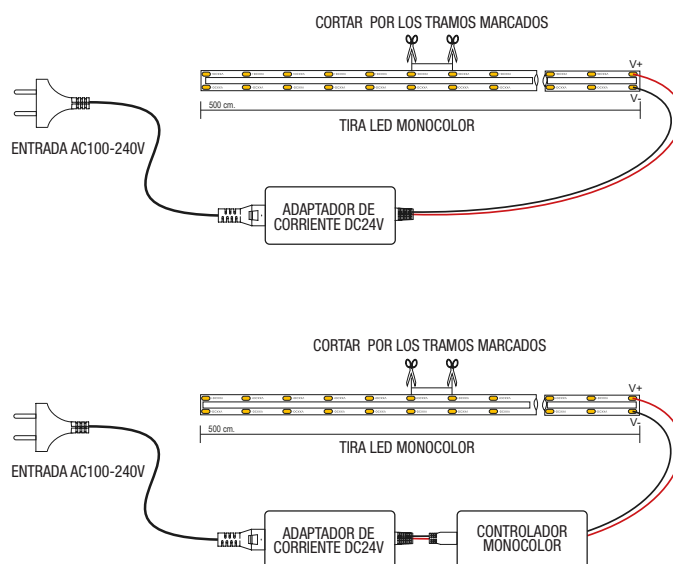 CORTAR POR LOS TRAMOS MARCADOS
V+
V-
500 cm.
TIRA LED MONOCOLOR
ENTRADA AC100-240V
ADAPTADOR DE
CORRIENTE DC24V
CORTAR POR LOS TRAMOS MARCADOS
V+
V-
500 cm.
TIRA LED MONOCOLOR
ENTRADA AC100-240V
ADAPTADOR DE
CORRIENTE DC24V
CONTROLADOR
MONOCOLOR